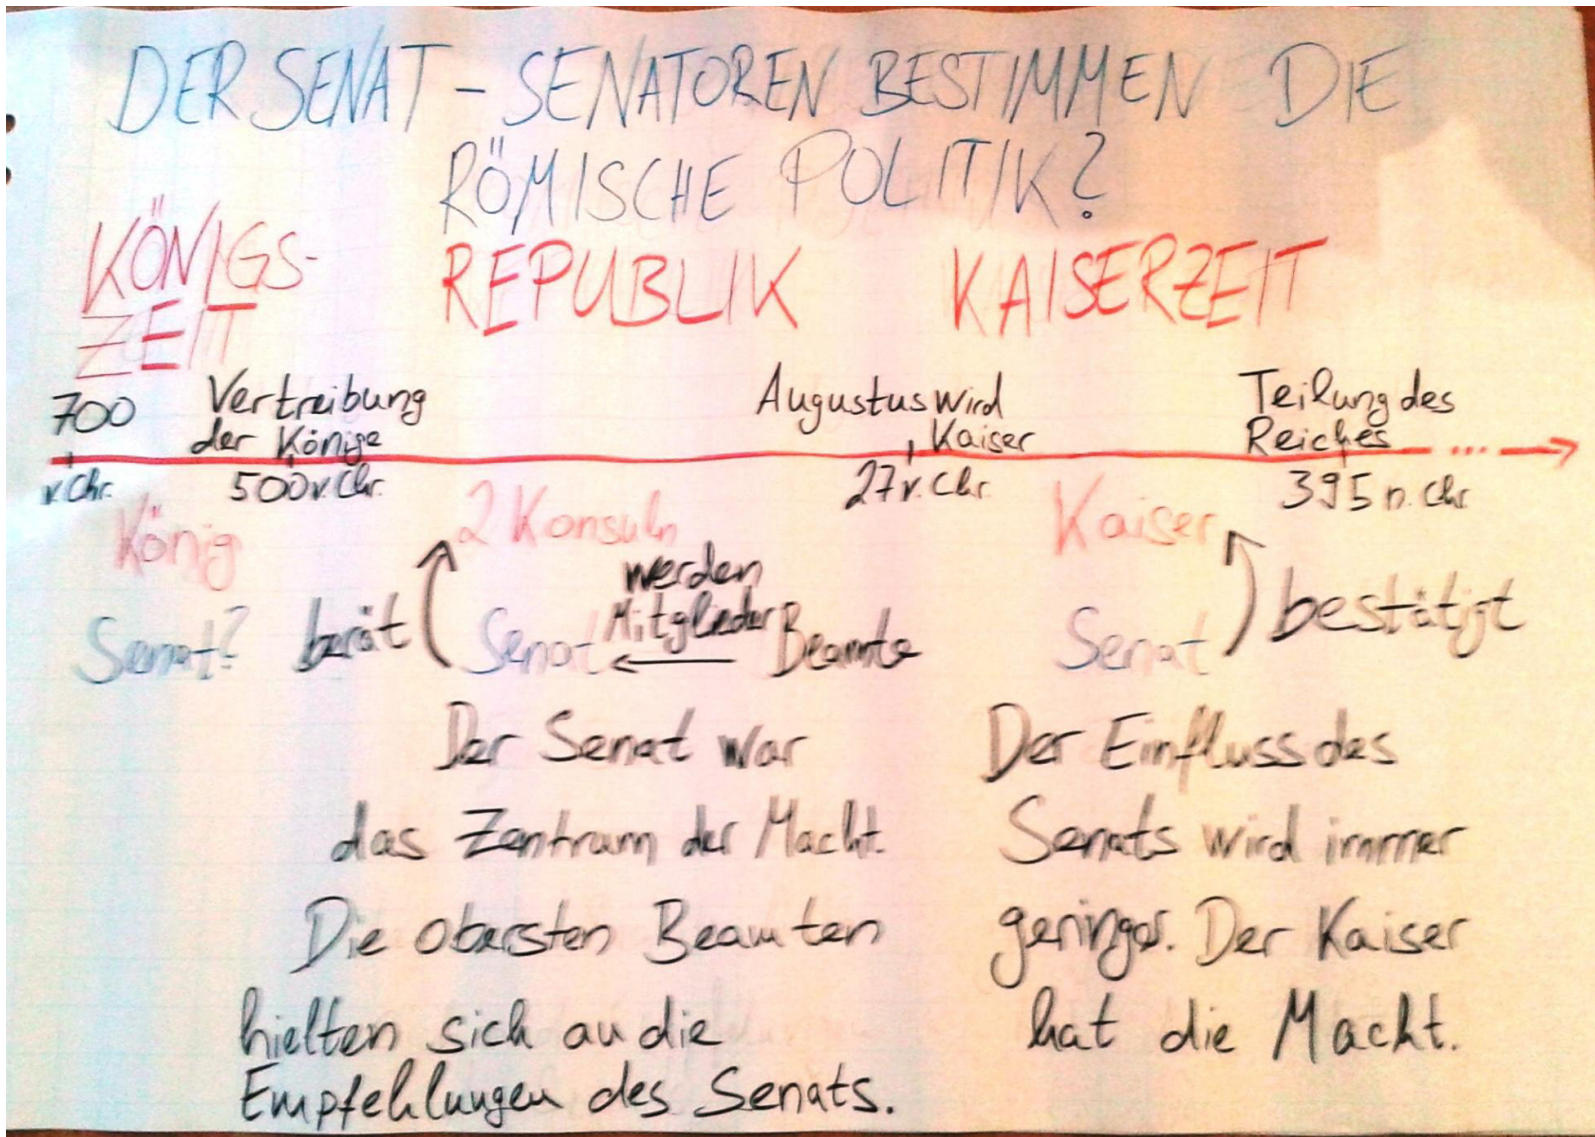 DER SENAT – SENATOREN BESTIMMEN DIE
RÖMISCHE POLITIK?
KÖNIGS-
ZEIT
REPUBLIK
KAISERZEIT
700
v. Chr.
Vertreibung
der Könige
500 v. Chr.
Augustus wird
Kaiser
27 v. Chr.
Teilung des
Reiches
...
395 n. Chr.
König
Senat?
2 Konsuln
berät
Senat
werden
Mitglieder
Beamte
Kaiser
Senat
bestätigt
Der Senat war
das Zentrum der Macht.
Die obersten Beamten
hielten sich an die
Empfehlungen des Senats.
Der Einfluss des
Senats wird immer
geringer. Der Kaiser
hat die Macht.